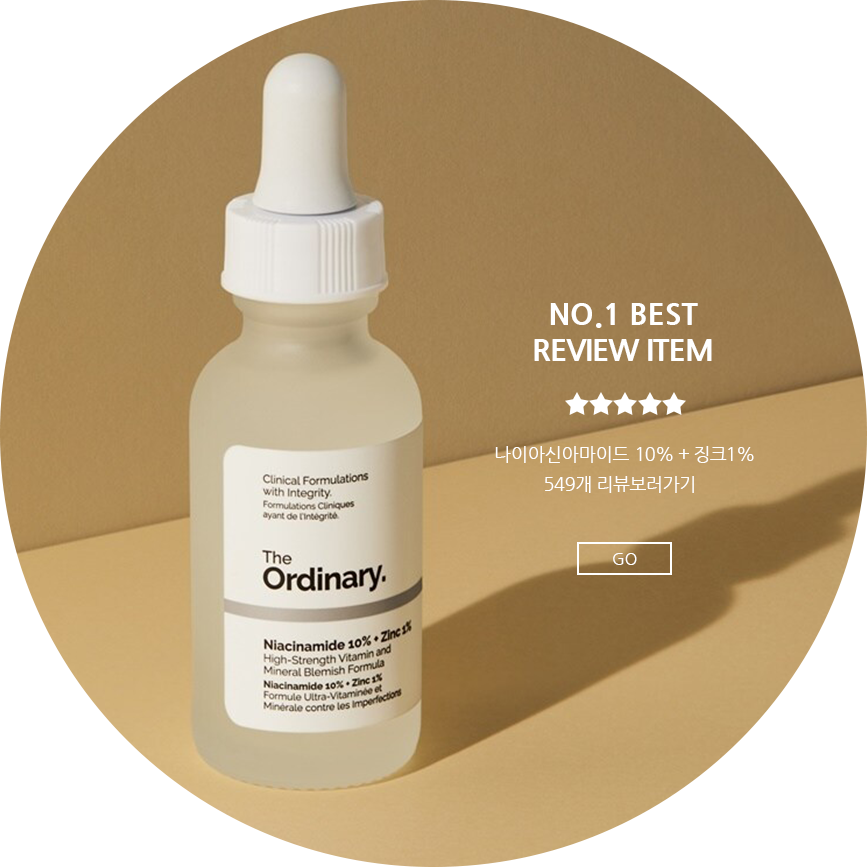 Clinical Formulations
with Integrity.
Formulations Cliniques
ayant de l'Intégrité.
The
Ordinary.
Niacinamide 10% + Zinc 1%
High-Strength Vitamin and
Mineral Blemish Formula
Niacinamide 10% + Zinc 1%
Formule Ultra-Vitaminée et
Minérale contre les Imperfections
NO.1 BEST
REVIEW ITEM
★★★★★
나이아신아마이드 10% + 징크1%
549개 리뷰보러가기
GO